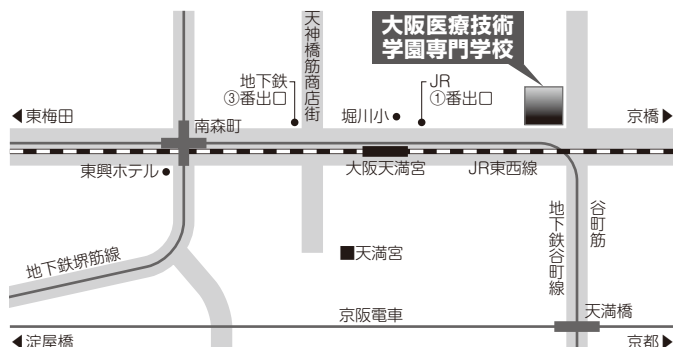 大阪医療技術
学園専門学校
天神橋筋商店街
地下鉄
③番出口
JR
①番出口
堀川小●
◀東梅田
京橋▶
南森町
東興ホテル●
大阪天満宮
JR東西線
地下鉄谷町線
谷町筋
■天満宮
地下鉄堺筋線
京阪電車
天満橋
◀淀屋橋
京都▶